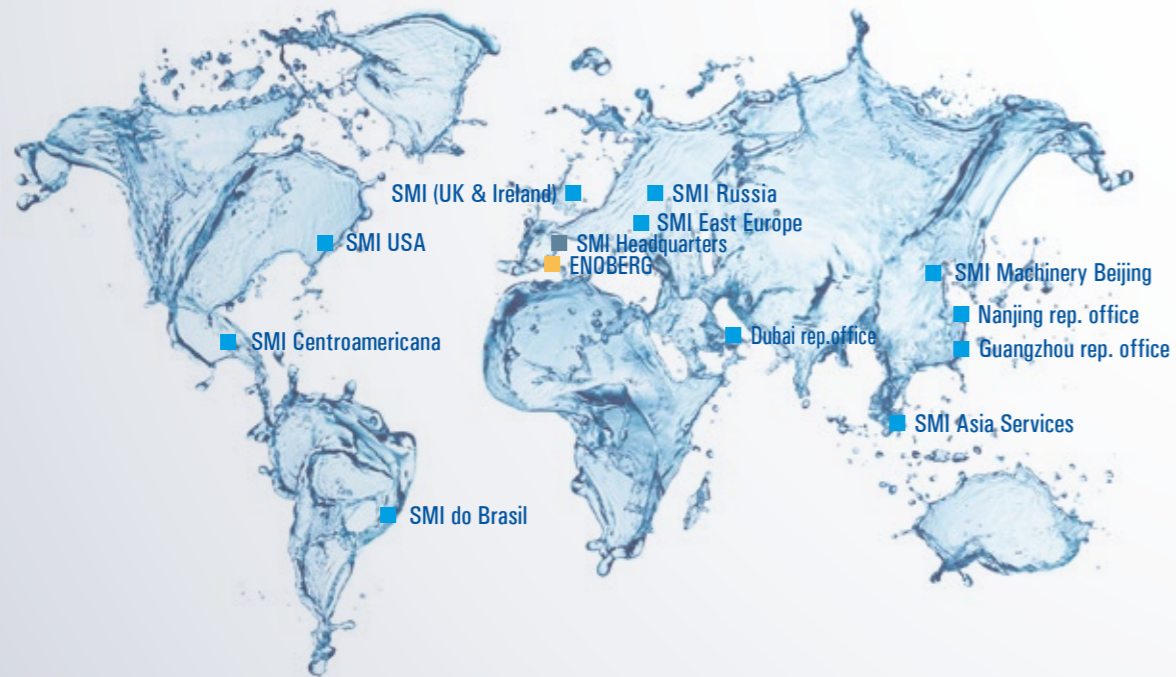 SMI (UK & Ireland)
SMI Russia
SMI East Europe
SMI USA
SMI Headquarters
ENOBERG
SMI Machinery Beijing
Nanjing rep. office
SMI Centroamericana
Dubai rep.office
Guangzhou rep. office
SMI Asia Services
SMI do Brasil